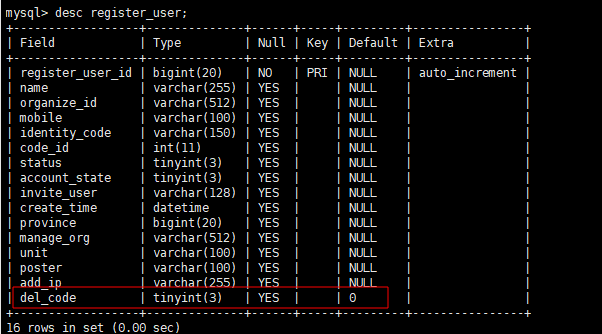 mysql> desc register_user;
+------------------+--------------+------+-----+---------+----------------+
| Field            | Type         | Null | Key | Default | Extra          |
+------------------+--------------+------+-----+---------+----------------+
| register_user_id | bigint(20)   | NO   | PRI | NULL    | auto_increment |
| name             | varchar(255) | YES  |     | NULL    |                |
| organize_id      | varchar(512) | YES  |     | NULL    |                |
| mobile           | varchar(100) | YES  |     | NULL    |                |
| identity_code    | varchar(150) | YES  |     | NULL    |                |
| code_id          | int(11)      | YES  |     | NULL    |                |
| status           | tinyint(3)   | YES  |     | NULL    |                |
| account_state    | tinyint(3)   | YES  |     | NULL    |                |
| invite_user      | varchar(128) | YES  |     | NULL    |                |
| create_time      | datetime     | YES  |     | NULL    |                |
| province         | bigint(20)   | YES  |     | NULL    |                |
| manage_org       | varchar(512) | YES  |     | NULL    |                |
| unit             | varchar(100) | YES  |     | NULL    |                |
| poster           | varchar(100) | YES  |     | NULL    |                |
| add_ip           | varchar(255) | YES  |     | NULL    |                |
| del_code         | tinyint(3)   | YES  |     | 0       |                |
+------------------+--------------+------+-----+---------+----------------+
16 rows in set (0.00 sec)